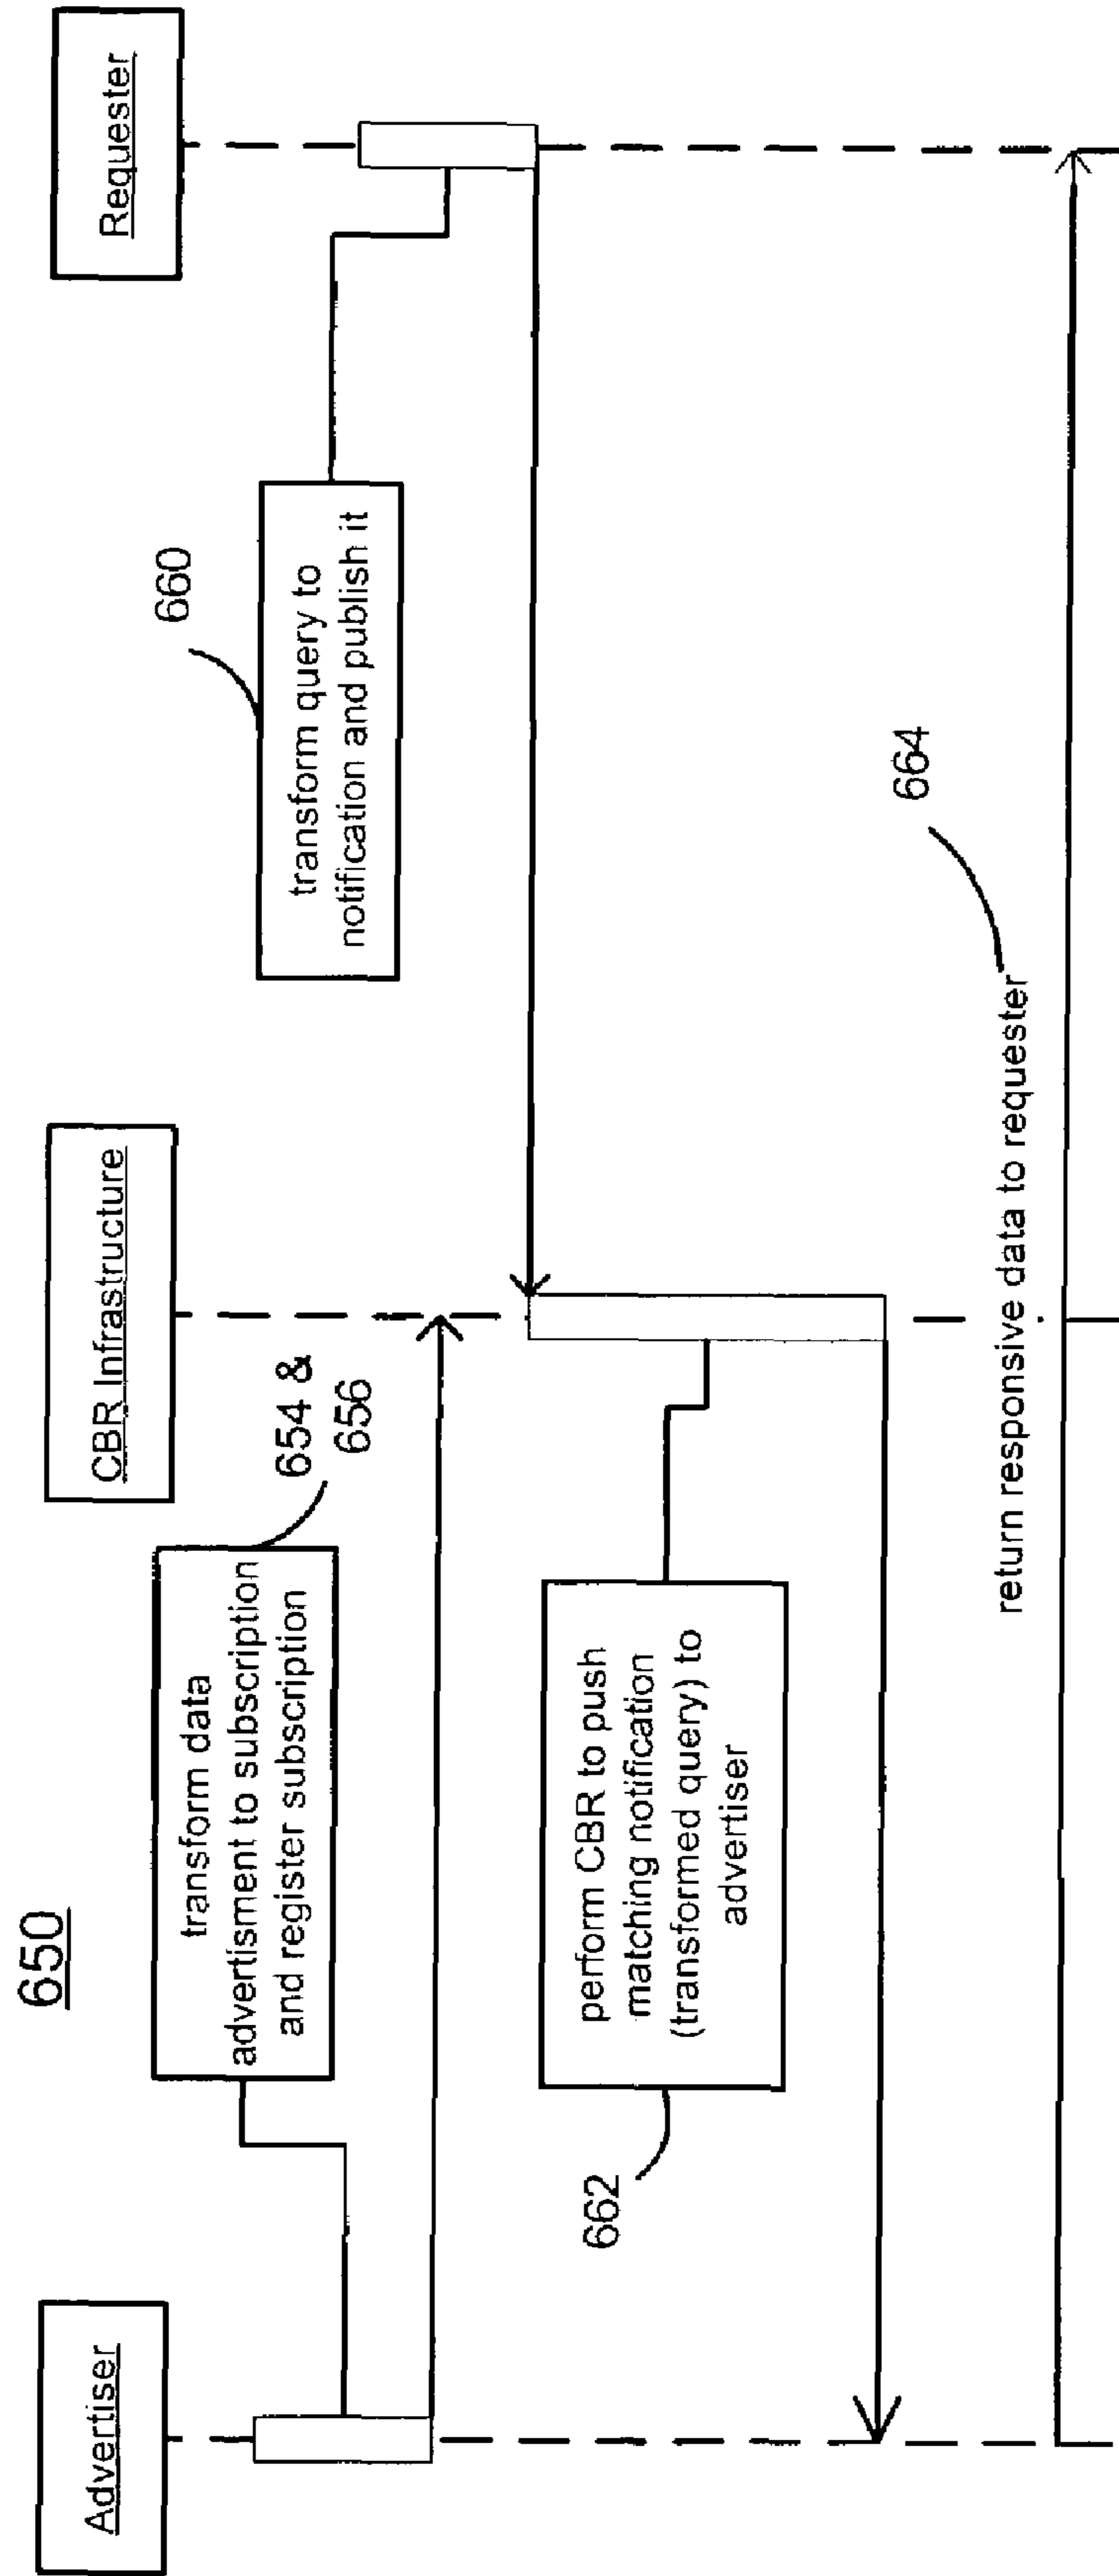 650
Advertiser
CBR Infrastructure
Requester
transform data
advertisment to subscription
and register subscription
654 &
656
transform query to
notification and publish it
660
perform CBR to push
matching notification
(transformed query) to
advertiser
662
return responsive data to requester
664